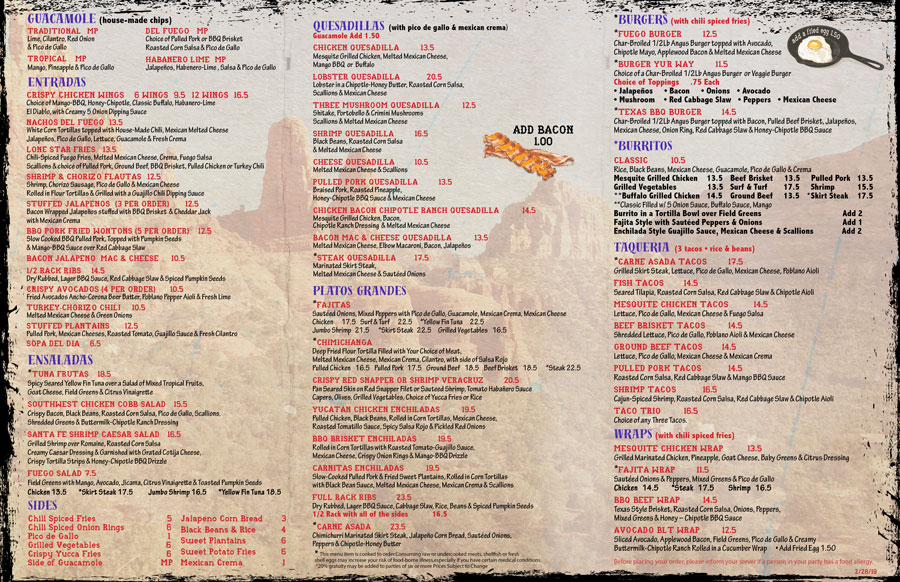 GUACAMOLE (house-made chips)
TRADITIONAL MP
Lime, Cilantro, Red Onion
& Pico de Gallo
DEL FUEGO MP
Choice of Pulled Pork or BBQ Brisket
Roasted Corn Salsa & Pico de Gallo
TROPICAL MP
Mango, Pineapple & Pico de Gallo
HABANERO LIME MP
Jalapeños, Habenero-Lime, Salsa & Pico de Gallo
ENTRADAS
CRISPY CHICKEN WINGS 6 WINGS 9.5 12 WINGS 16.5
Choice of Mango-BBQ, Honey-Chipotle, Classic Buffalo, Habanero-Lime
El Diablo, with Creamy 5 Onion Dipping Sauce
NACHOS DEL FUEGO 13.5
White Corn Tortillas topped with House-Made Chili, Mexican Melted Cheese
Jalapeños, Pico de Gallo, Lettuce, Guacamole & Fresh Crema
LONE STAR FRIES 13.5
Chili-Spiced Fuego Fries, Melted Mexican Cheese, Crema, Fuego Salsa
Scallions & choice of Pulled Pork, Ground Beef, BBQ Brisket, Pulled Chicken or Turkey Chili
SHRIMP & CHORIZO FLAUTAS 12.5
Shrimp, Chorizo Sausage, Pico de Gallo & Mexican Cheese
Rolled in Flour Tortillas & Grilled with a Guajillo Chili Dipping Sauce
STUFFED JALAPENOS (3 PER ORDER) 12.5
Bacon Wrapped Jalapeños stuffed with BBQ Brisket & Cheddar Jack
with Mexican Crema
BBQ PORK FRIED WONTONS (5 PER ORDER) 12.5
Slow Cooked BBQ Pulled Pork, Topped with Pumpkin Seeds
& Mango-BBQ Sauce over Red Cabbage Slaw
BACON JALAPENO MAC & CHEESE 10.5
1/2 RACK RIBS 14.5
Dry Rubbed, Lager BBQ Sauce, Red Cabbage Slaw & Spiced Pumpkin Seeds
CRISPY AVOCADOS (4 PER ORDER) 10.5
Fried Avocados Ancho-Corona Beer Batter, Poblano Pepper Aioli & Fresh Lime
TURKEY-CHORIZO CHILI 10.5
Melted Mexican Cheese & Green Onions
STUFFED PLANTAINS 12.5
Pulled Pork, Mexican Cheeses, Roasted Tomato, Guajillo Sauce & Fresh Cilantro
SOPA DEL DIA 6.5
ENSALADAS
*TUNA FRUTAS 18.5
Spicy Seared Yellow Fin Tuna over a Salad of Mixed Tropical Fruits,
Goat Cheese, Field Greens & Citrus Vinaigrette
SOUTHWEST CHICKEN COBB SALAD 15.5
Crispy Bacon, Black Beans, Roasted Corn Salsa, Pico de Gallo, Scallions.
Shredded Greens & Buttermilk-Chipotle Ranch Dressing
SANTA FE SHRIMP CAESAR SALAD 16.5
Grilled Shrimp over Romaine, Roasted Corn Salsa
Creamy Caesar Dressing & Garnished with Grated Cotija Cheese,
Crispy Tortilla Strips & Honey-Chipotle BBQ Drizzle
FUEGO SALAD 7.5
Field Greens with Mango, Avocado, Jicama, Citrus Vinaigrette & Toasted Pumpkin Seeds
Chicken 13.5 *Skirt Steak 17.5 Jumbo Shrimp 16.5 *Yellow Fin Tuna 18.5
SIDES
Chili Spiced Fries 5
Chili Spiced Onion Rings 6
Pico de Gallo 1
Grilled Vegetables 6
Crispy Yucca Fries 6
Side of Guacamole MP
Jalapeno Corn Bread 3
Black Beans & Rice 4
Sweet Plantains 6
Sweet Potato Fries 6
Mexican Crema 1
QUESADILLAS (with pico de gallo & mexican crema)
Guacamole Add 1.50
CHICKEN QUESADILLA 13.5
Mesquite Grilled Chicken, Melted Mexican Cheese,
Mango BBQ or Buffalo
LOBSTER QUESADILLA 20.5
Lobster in a Chipotle-Honey Butter, Roasted Corn Salsa,
Scallions & Mexican Cheese
THREE MUSHROOM QUESADILLA 12.5
Shitake, Portobello & Crimini Mushrooms
Scallions & Melted Mexican Cheese
SHRIMP QUESADILLA 16.5
Black Beans, Roasted Corn Salsa
& Melted Mexican Cheese
CHEESE QUESADILLA 10.5
Melted Mexican Cheese & Scallions
PULLED PORK QUESADILLA 13.5
Braised Pork, Roasted Pineapple,
Honey-Chipotle BBQ Sauce & Mexican Cheese
CHICKEN BACON CHIPOTLE RANCH QUESADILLA 14.5
Mesquite Grilled Chicken, Bacon,
Chipotle Ranch Dressing & Melted Mexican Cheese
BACON MAC & CHEESE QUESADILLA 13.5
Melted Mexican Cheese, Elbow Macaroni, Bacon, Jalapeños
*STEAK QUESADILLA 17.5
Marinated Skirt Steak,
Melted Mexican Cheese & Sautéed Onions
ADD BACON
1.00
PLATOS GRANDES
*FAJITAS
Sautéed Onions, Mixed Peppers with Pico de Gallo, Guacamole, Mexican Crema, Mexican Cheese
Chicken 17.5 Surf & Turf 22.5 *Yellow Fin Tuna 22.5
Jumbo Shrimp 21.5 *Skirt Steak 22.5 Grilled Vegetables 16.5
*CHIMICHANGA
Deep Fried Flour Tortilla Filled with Your Choice of Meat,
Melted Mexican Cheese, Mexican Crema, Cilantro, with side of Salsa Rojo
Pulled Chicken 16.5 Pulled Pork 17.5 Ground Beef 18.5 Beef Brisket 18.5 *Steak 22.5
CRISPY RED SNAPPER OR SHRIMP VERACRUZ 20.5
Pan Seared Skin on Red Snapper Filet or Sautéed Shrimp, Tomato Habañero Sauce
Capers, Olives, Grilled Vegetables, Choice of Yucca Fries or Rice
YUCATAN CHICKEN ENCHILADAS 19.5
Pulled Chicken, Black Beans, Rolled in Corn Tortillas, Mexican Cheese,
Roasted Tomatillo Sauce, Spicy Salsa Rojo & Pickled Red Onions
BBQ BRISKET ENCHILADAS 19.5
Rolled in Corn Tortillas with Roasted Tomato-Guajillo Sauce,
Mexican Cheese, Crispy Onion Rings & Mango-BBQ Drizzle
CARNITAS ENCHILADAS 19.5
Slow-Cooked Pulled Pork & Fried Sweet Plantains, Rolled in Corn Tortillas
with Black Bean Sauce, Melted Mexican Cheese, Mexican Crema & Scallions
FULL RACK RIBS 23.5
Dry Rubbed, Lager BBQ Sauce, Cabbage Slaw, Rice, Beans & Spiced Pumpkin Seeds
1/2 Rack with all of the sides 16.5
*CARNE ASADA 23.5
Chimichurri Marinated Skirt Steak, Jalapeño Corn Bread, Sautéed Onions,
Peppers & Chipotle-Honey Butter
* This menu item is cooked to order.Consuming raw or undercooked meats, shellfish or fresh
shell eggs may increase your risk of food-borne illness,especially if you have certain medical conditions.
*20% gratuity may be added to parties of six or more Prices Subject to Change
*BURGERS (with chili spiced fries)
add a fried egg 1.50
*FUEGO BURGER 12.5
Char-Broiled 1/2Lb Angus Burger topped with Avocado,
Chipotle Mayo, Applewood Bacon & Melted Mexican Cheese
*BURGER YUR WAY 11.5
Choice of a Char-Broiled 1/2Lb Angus Burger or Veggie Burger
Choice of Toppings .75 Each
• Jalapeños • Bacon • Onions • Avocado
• Mushroom • Red Cabbage Slaw • Peppers • Mexican Cheese
*TEXAS BBQ BURGER 14.5
Char-Broiled 1/2Lb Angus Burger topped with Bacon, Pulled Beef Brisket, Jalapeños,
Mexican Cheese, Onion Ring, Red Cabbage Slaw & Honey-Chipotle BBQ Sauce
*BURRITOS
CLASSIC 10.5
Rice, Black Beans, Mexican Cheese, Guacamole, Pico de Gallo & Crema
Mesquite Grilled Chicken 13.5 Beef Brisket 13.5 Pulled Pork 13.5
Grilled Vegetables 13.5 Surf & Turf 17.5 Shrimp 15.5
**Buffalo Grilled Chicken 14.5 Ground Beef 13.5 *Skirt Steak 17.5
**Classic Filled w/ 5 Onion Sauce, Buffalo Sauce, Mango
Burrito in a Tortilla Bowl over Field Greens Add 2
Fajita Style with Sautéed Peppers & Onions Add 1
Enchilada Style Guajillo Sauce, Mexican Cheese & Scallions Add 2
TAQUERIA (3 tacos • rice & beans)
*CARNE ASADA TACOS 17.5
Grilled Skirt Steak, Lettuce, Pico de Gallo, Mexican Cheese, Poblano Aioli
FISH TACOS 14.5
Seared Tilapia, Roasted Corn Salsa, Red Cabbage Slaw & Chipotle Aioli
MESQUITE CHICKEN TACOS 14.5
Lettuce, Pico de Gallo, Mexican Cheese & Fuego Salsa
BEEF BRISKET TACOS 14.5
Shredded Lettuce, Pico de Gallo, Poblano Aioli & Mexican Cheese
GROUND BEEF TACOS 14.5
Lettuce, Pico de Gallo, Mexican Cheese & Mexican Crema
PULLED PORK TACOS 14.5
Roasted Corn Salsa, Red Cabbage Slaw & Mango BBQ Sauce
SHRIMP TACOS 16.5
Cajun-Spiced Shrimp, Roasted Corn Salsa, Red Cabbage Slaw & Chipotle Aioli
TACO TRIO 16.5
Choice of any Three Tacos.
WRAPS (with chili spiced fries)
MESQUITE CHICKEN WRAP 13.5
Grilled Marinated Chicken, Pineapple, Goat Cheese, Baby Greens & Citrus Dressing
*FAJITA WRAP 11.5
Sautéed Onions & Peppers, Mixed Greens & Pico de Gallo
Chicken 14.5 *Steak 17.5 Shrimp 16.5
BBQ BEEF WRAP 14.5
Texas Style Brisket, Roasted Corn Salsa, Onions, Peppers,
Mixed Greens & Honey – Chipotle BBQ Sauce
AVOCADO BLT WRAP 12.5
Sliced Avocado, Applewood Bacon, Field Greens, Pico de Gallo & Creamy
Buttermilk-Chipotle Ranch Rolled in a Cucumber Wrap • Add Fried Egg 1.50
Before placing your order, please inform your server if a person in your party has a food allergy.
2/28/19